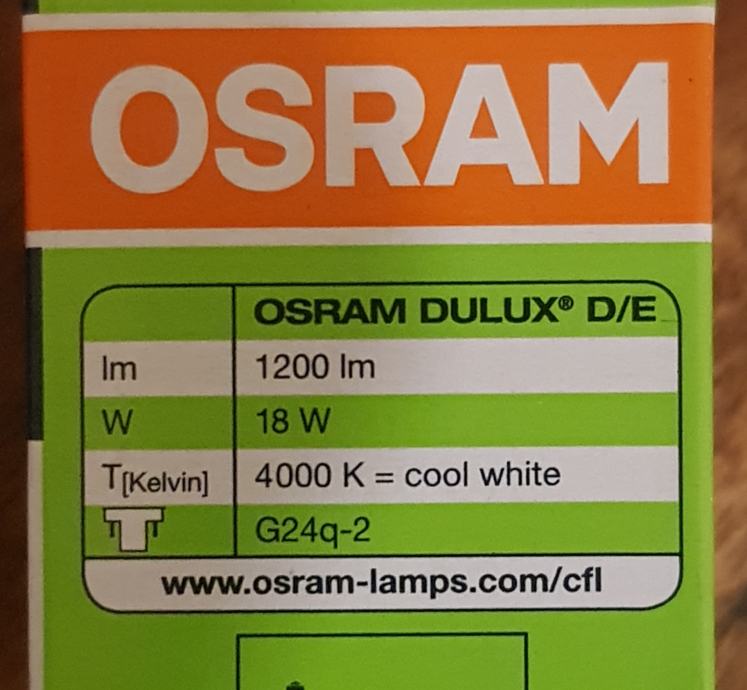 OSRAM
OSRAM DULUX® D/E
lm 1200 lm
W 18 W
T[Kelvin] 4000 K = cool white
G24q-2
www.osram-lamps.com/cfl